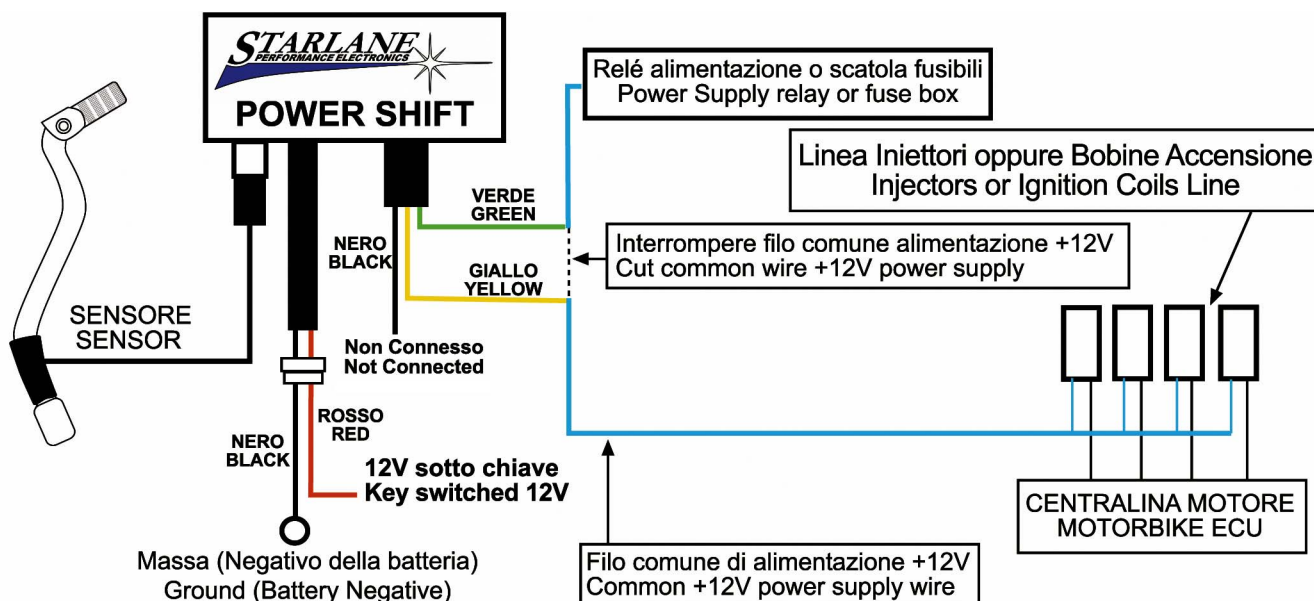 STARLANE
PERFORMANCE ELECTRONICS
POWER SHIFT
Relé alimentazione o scatola fusibili
Power Supply relay or fuse box
Linea Iniettori oppure Bobine Accensione
Injectors or Ignition Coils Line
VERDE
GREEN
NERO
BLACK
GIALLO
YELLOW
Interrompere filo comune alimentazione +12V
Cut common wire +12V power supply
SENSORE
SENSOR
Non Connesso
Not Connected
ROSSO
RED
NERO
BLACK
12V sotto chiave
Key switched 12V
CENTRALINA MOTORE
MOTORBIKE ECU
Massa (Negativo della batteria)
Ground (Battery Negative)
Filo comune di alimentazione +12V
Common +12V power supply wire